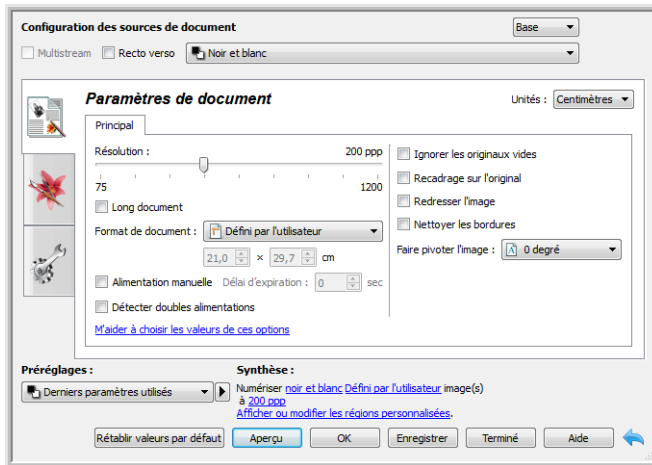 Configuration des sources de document
Base
Multistream Recto verso Noir et blanc
Paramètres de document
Unités : Centimètres
Principal
Résolution : 200 ppp
75 1200
Long document
Format de document : Défini par l'utilisateur
21,0 × 29,7 cm
Alimentation manuelle Délai d'expiration : 0 sec
Détecter doubles alimentations
M'aider à choisir les valeurs de ces options
Ignorer les originaux vides
Recadrage sur l'original
Redresser l'image
Nettoyer les bordures
Faire pivoter l'image : A 0 degré
Préréglages :
Derniers paramètres utilisés
Synthèse :
Numériser noir et blanc Défini par l'utilisateur image(s)
à 200 ppp
Afficher ou modifier les régions personnalisées.
Rétablir valeurs par défaut Aperçu OK Enregistrer Terminé Aide